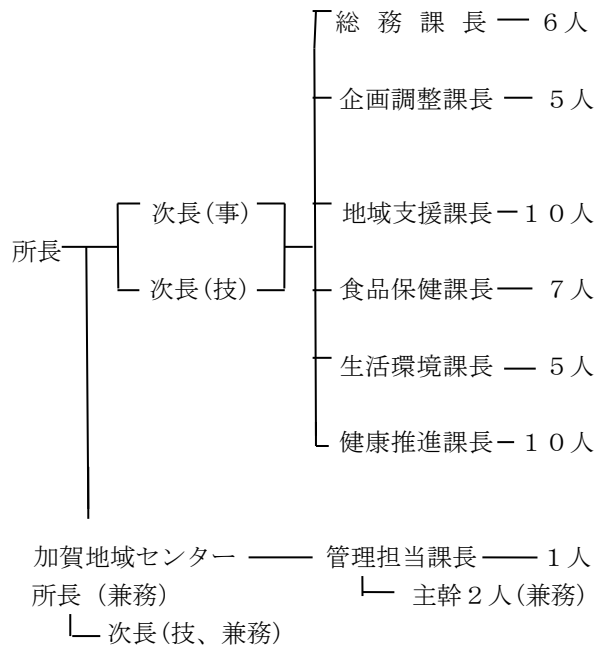 総務課長 6人
企画調整課長 5人
次長(事) 地域支援課長 10人
所長
次長(技) 食品保健課長 7人
生活環境課長 5人
健康推進課長 10人
加賀地域センター 管理担当課長 1人
所長(兼務) 主幹2人(兼務)
次長(技、兼務)